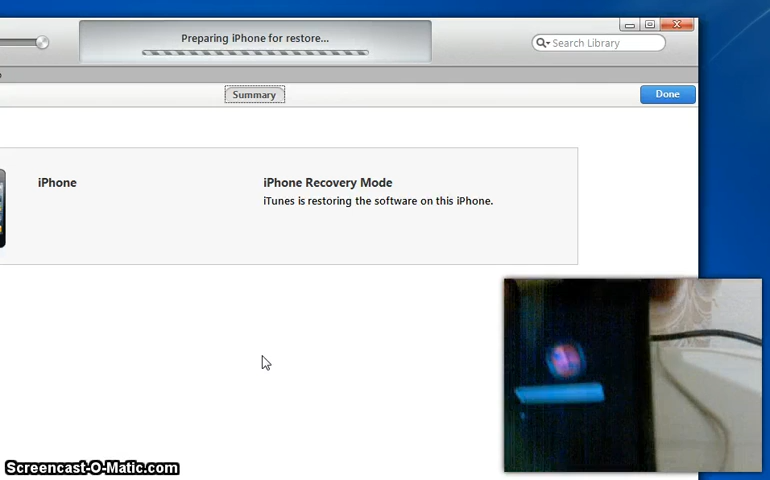 Preparing iPhone for restore...
Search Library
Summary
Done
iPhone
iPhone Recovery Mode
iTunes is restoring the software on this iPhone.
Screencast-O-Matic.com